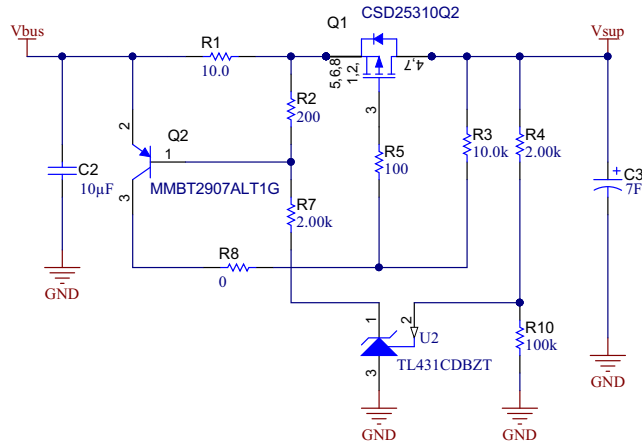 CSD25310Q2
Q1
Vbus
Vsup
R1
10.0
5,6,8
1,2,
4,7
3
R2
200
2
Q2
1
MMBT2907ALT1G
3
R5
100
R3
10.0k
R4
2.00k
C2
10µF
R7
2.00k
C3
7F
R8
0
GND
1
2
U2
3
TL431CDBZT
R10
100k
GND
GND
GND